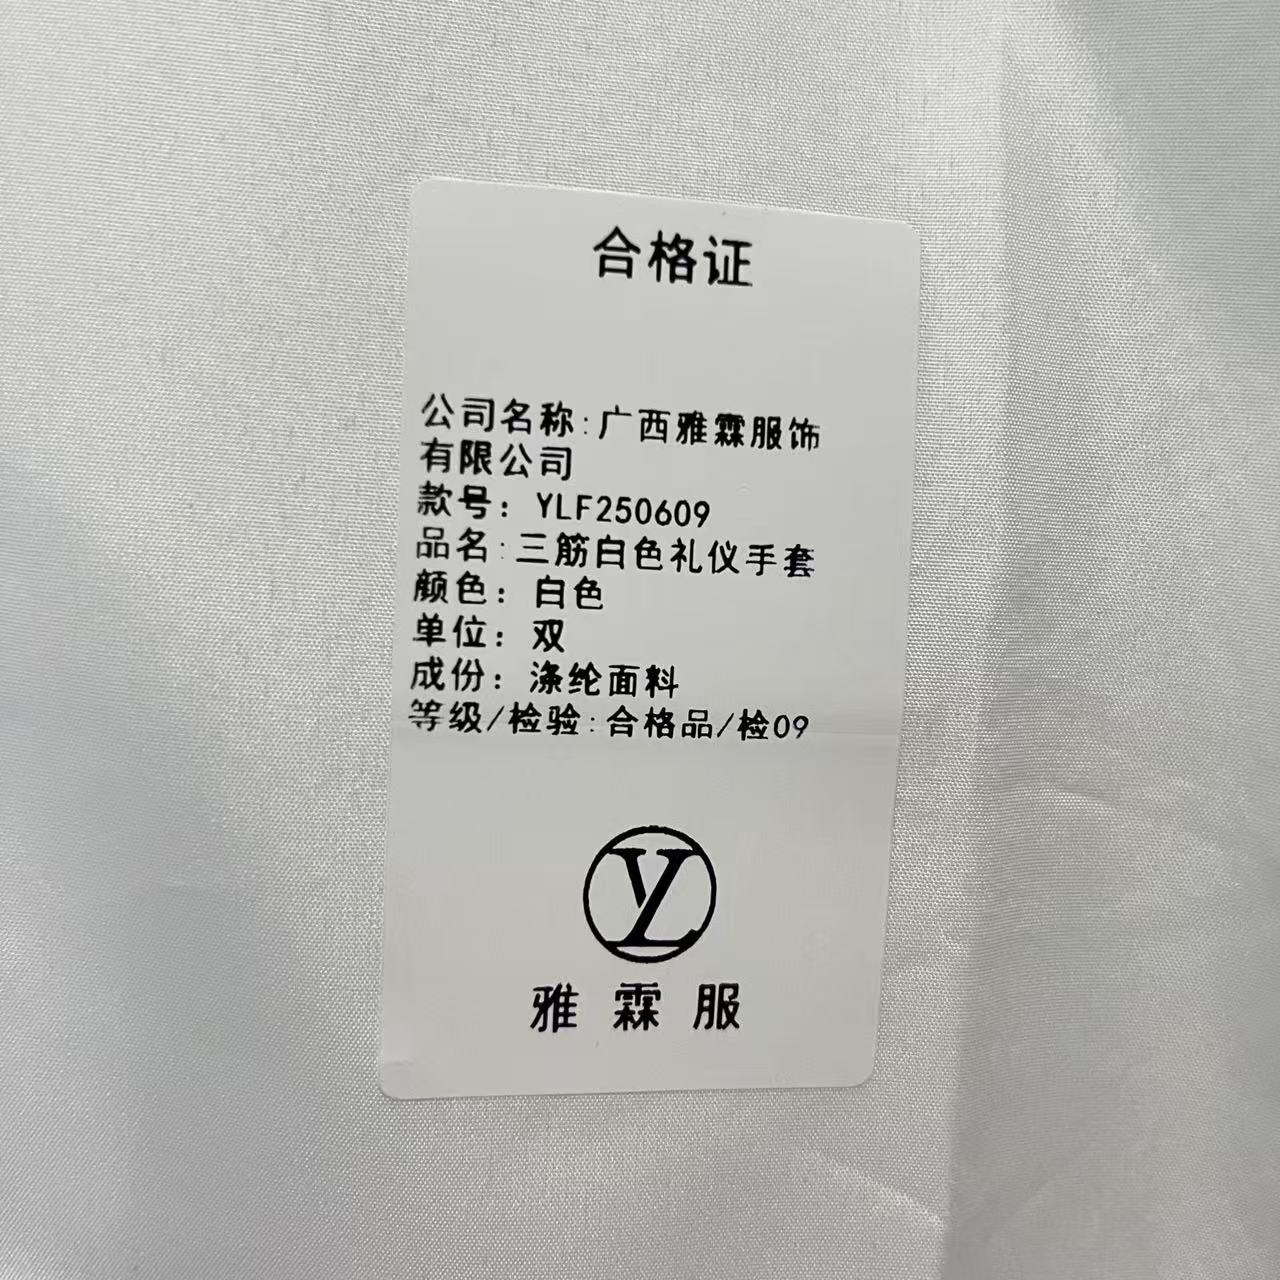 合格证
公司名称:广西雅霖服饰
有限公司
款号: YLF250609
品名:三筋白色礼仪手套
颜色: 白色
单位: 双
成份: 涤纶面料
等级/检验:合格品/检09
YL
雅 霖 服